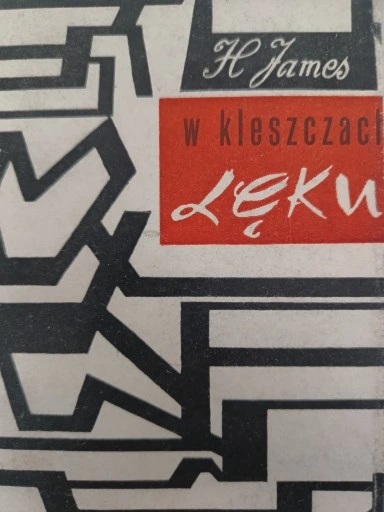 H James
w kleszczach
LĘKU